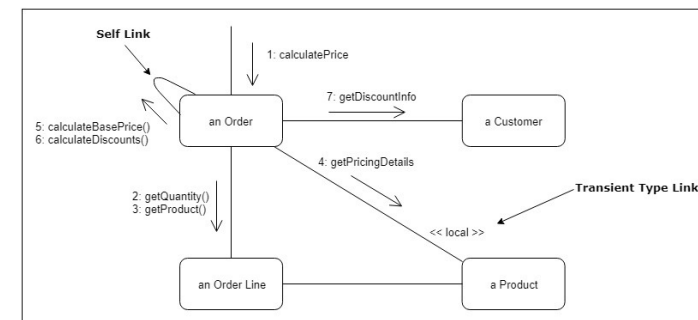 Self Link
1: calculatePrice
7: getDiscountInfo
an Order
a Customer
5: calculateBasePrice()
6: calculateDiscounts()
4: getPricingDetails
2: getQuantity()
3: getProduct()
Transient Type Link
<< local >>
an Order Line
a Product